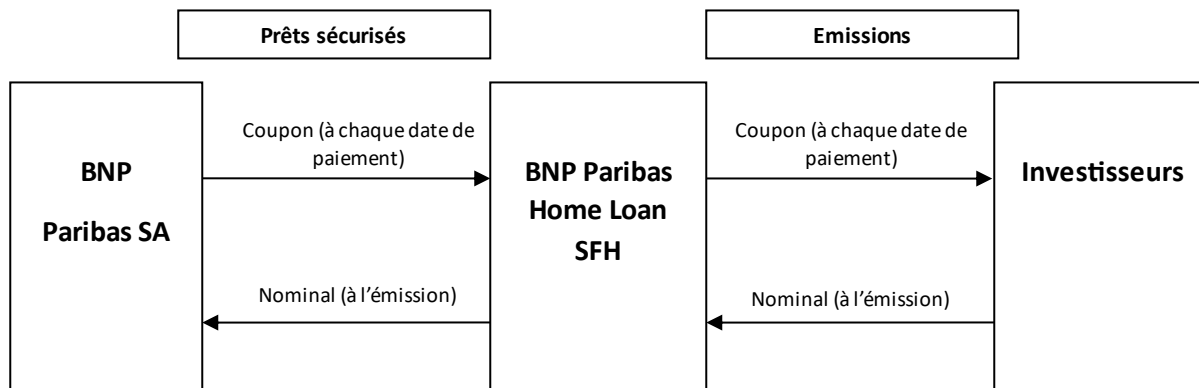 Prêts sécurisés
Emissions
Coupon (à chaque date de
paiement)
Coupon (à chaque date de
paiement)
BNP
Paribas SA
BNP Paribas
Home Loan
SFH
Investisseurs
Nominal (à l’émission)
Nominal (à l’émission)